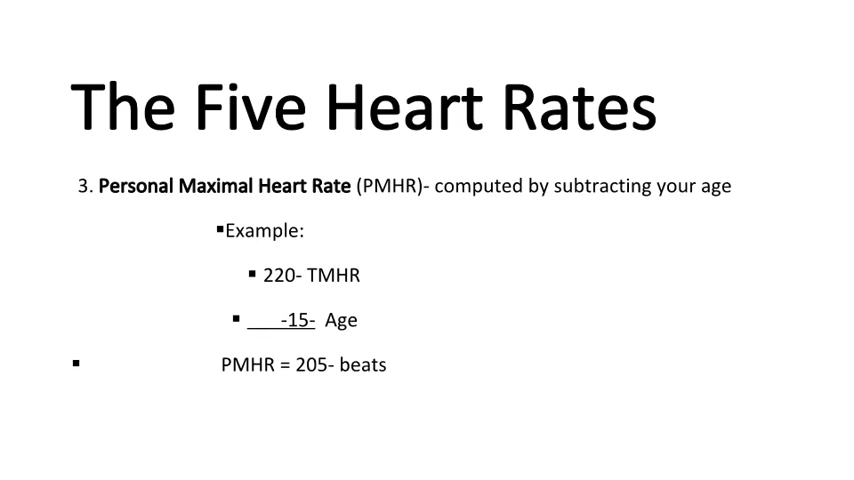 The Five Heart Rates
3. Personal Maximal Heart Rate (PMHR)- computed by subtracting your age
▪Example:
▪ 220- TMHR
▪ ___-15- Age
▪ PMHR = 205- beats